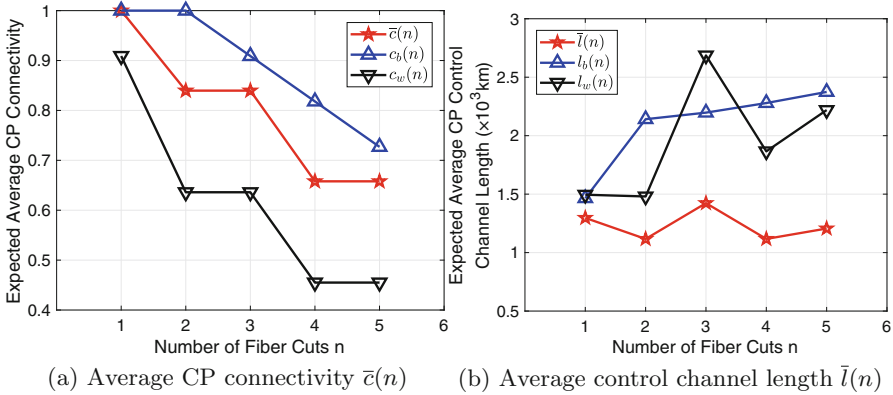 Expected Average CP Connectivity
1
0.9
0.8
0.7
0.6
0.5
0.4
c̅(n)
c_b(n)
c_w(n)
1 2 3 4 5 6
Number of Fiber Cuts n
(a) Average CP connectivity c̅(n)
Expected Average CP Control
Channel Length (×10³km)
3
2.5
2
1.5
1
0.5
l̅(n)
l_b(n)
l_w(n)
1 2 3 4 5 6
Number of Fiber Cuts n
(b) Average control channel length l̅(n)